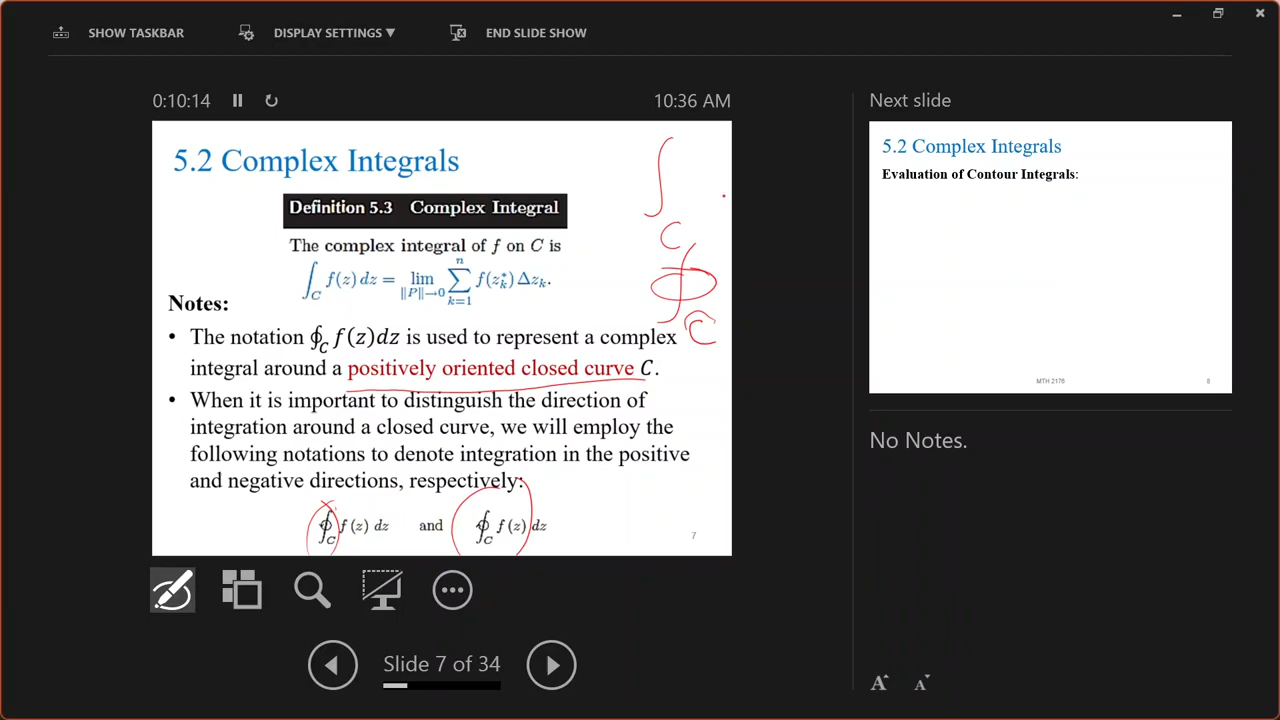 SHOW TASKBAR
DISPLAY SETTINGS ▼
END SLIDE SHOW
0:10:14
10:36 AM
5.2 Complex Integrals
Definition 5.3 Complex Integral
The complex integral of f on C is
∫_C f(z) dz = lim_{‖P‖→0} ∑_{k=1}^{n} f(z_k^*) Δz_k.
Notes:
• The notation ∮_C f(z)dz is used to represent a complex
integral around a positively oriented closed curve C.
• When it is important to distinguish the direction of
integration around a closed curve, we will employ the
following notations to denote integration in the positive
and negative directions, respectively:
∮_C f(z) dz and ∮_C f(z) dz
7
∫
C
∮
C
Slide 7 of 34
Next slide
5.2 Complex Integrals
Evaluation of Contour Integrals:
MTH 2176
8
No Notes.
A A